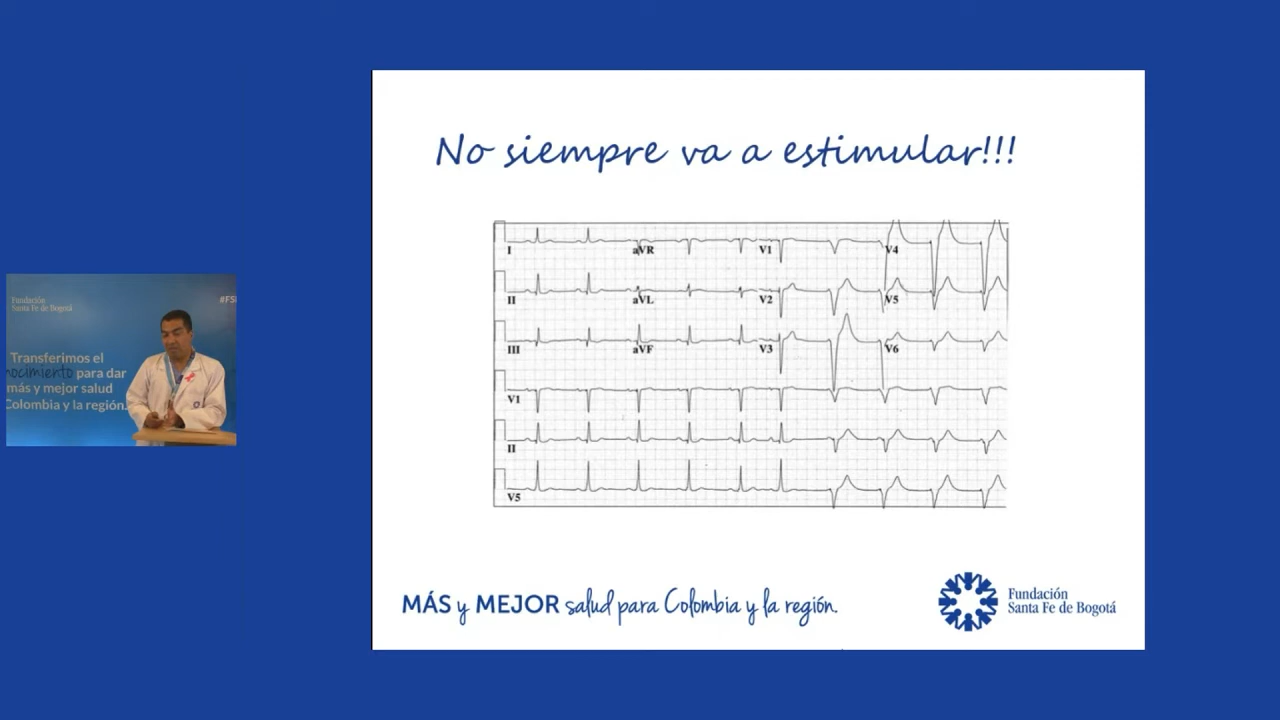 No siempre va a estimular!!!
I
aVR
V1
V4
II
aVL
V2
V5
III
aVF
V3
V6
V1
II
V5
Fundación
Santa Fe de Bogotá
#FS
Transferimos el
nocimiento para dar
más y mejor salud
Colombia y la región.
MÁS y MEJOR salud para Colombia y la región.
Fundación
Santa Fe de Bogotá